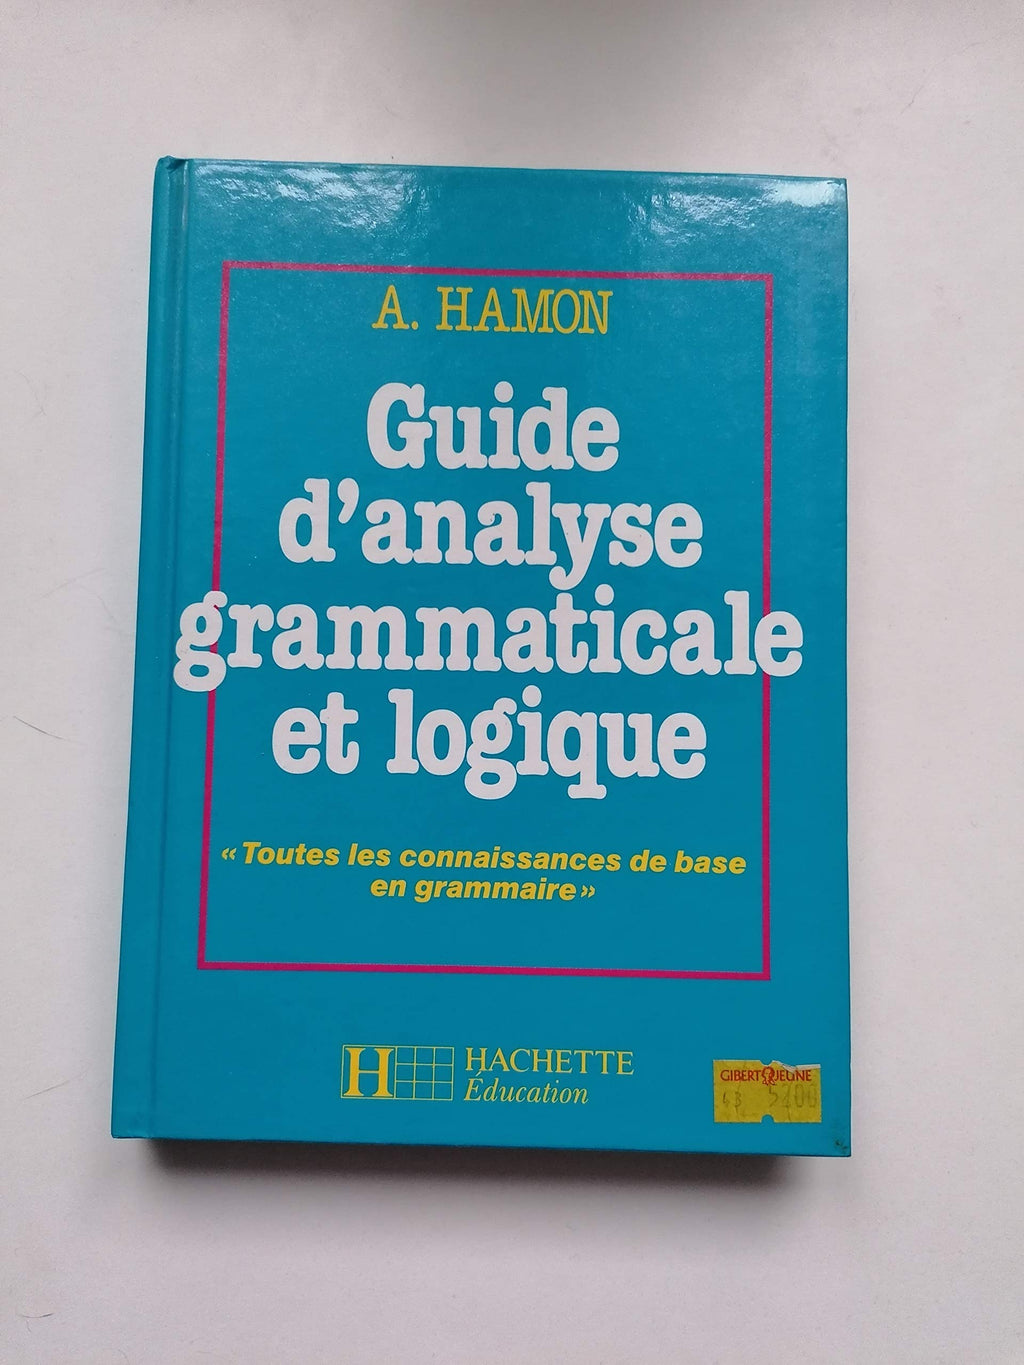 A. HAMON
Guide
d'analyse
grammaticale
et logique
« Toutes les connaissances de base
en grammaire »
H
HACHETTE
Éducation
GIBERT JEUNE